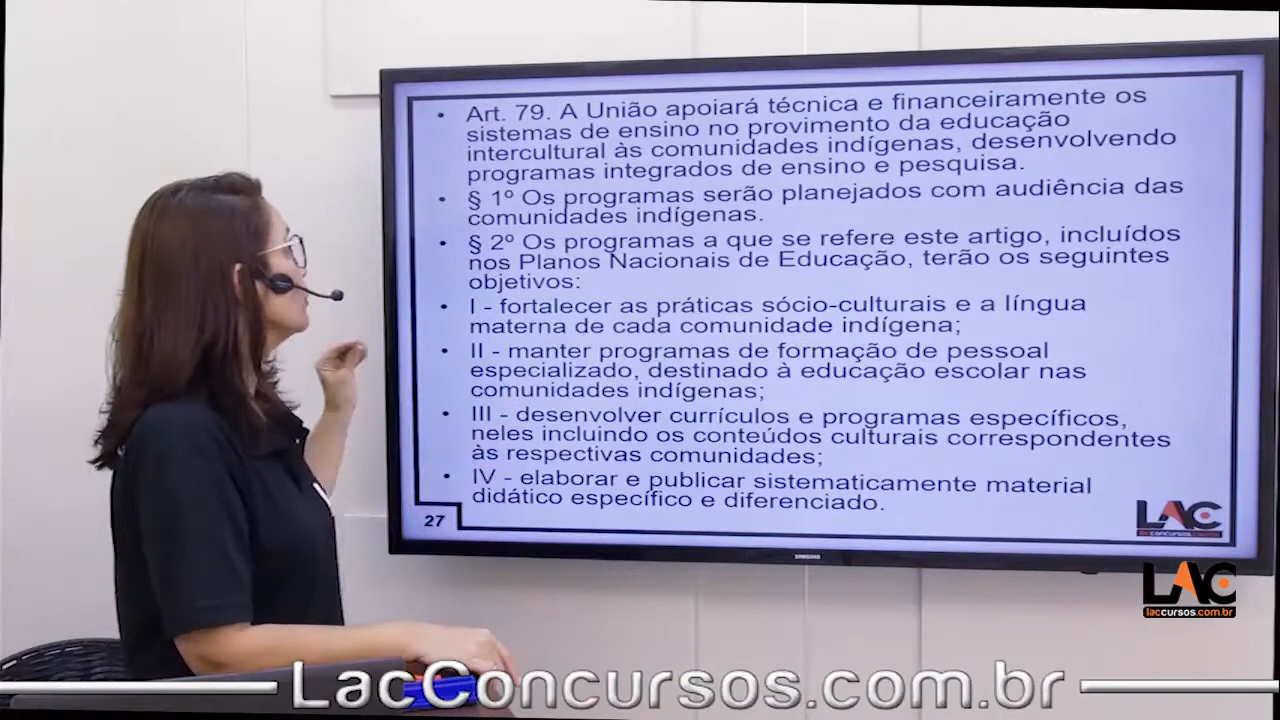 • Art. 79. A União apoiará técnica e financeiramente os
sistemas de ensino no provimento da educação
intercultural às comunidades indígenas, desenvolvendo
programas integrados de ensino e pesquisa.
• § 1º Os programas serão planejados com audiência das
comunidades indígenas.
• § 2º Os programas a que se refere este artigo, incluídos
nos Planos Nacionais de Educação, terão os seguintes
objetivos:
• I - fortalecer as práticas sócio-culturais e a língua
materna de cada comunidade indígena;
• II - manter programas de formação de pessoal
especializado, destinado à educação escolar nas
comunidades indígenas;
• III - desenvolver currículos e programas específicos,
neles incluindo os conteúdos culturais correspondentes
às respectivas comunidades;
• IV - elaborar e publicar sistematicamente material
didático específico e diferenciado.
27
LAC
laccursos.com.br
SAMSUNG
LAC
laccursos.com.br
LacConcursos.com.br